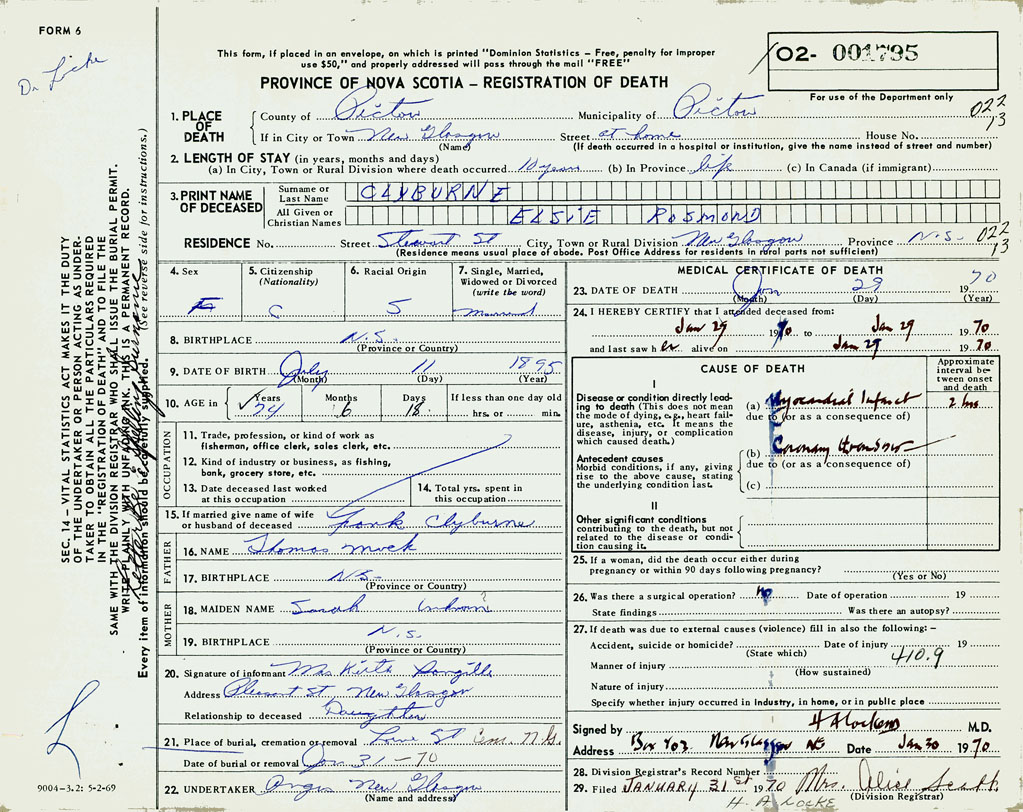 FORM 6
This form, if placed in an envelope, on which is printed "Dominion Statistics – Free, penalty for improper
use $50," and properly addressed will pass through the mail "FREE"
02- 001795
For use of the Department only
PROVINCE OF NOVA SCOTIA – REGISTRATION OF DEATH
022
13
1. PLACE OF DEATH
County of Pictou Municipality of Pictou
If in City or Town New Glasgow Street at home House No.
(Name) (If death occurred in a hospital or institution, give the name instead of street and number)
2. LENGTH OF STAY (in years, months and days)
(a) In City, Town or Rural Division where death occurred 10 years (b) In Province life (c) In Canada (if immigrant)
3. PRINT NAME OF DECEASED
Surname or Last Name CLYBURNE
All Given or Christian Names ELSIE ROSMOND
RESIDENCE No. Street Stewart St City, Town or Rural Division New Glasgow Province N.S. 022
13
(Residence means usual place of abode. Post Office Address for residents in rural parts not sufficient)
4. Sex F
5. Citizenship (Nationality) C
6. Racial Origin 5
7. Single, Married, Widowed or Divorced (write the word) Married
8. BIRTHPLACE N.S.
(Province or Country)
9. DATE OF BIRTH July 11 1895
(Month) (Day) (Year)
10. AGE in Years 74 Months 6 Days 18 If less than one day old
hrs. or min.
OCCUPATION
11. Trade, profession, or kind of work as
fisherman, office clerk, sales clerk, etc.
12. Kind of industry or business, as fishing,
bank, grocery store, etc.
13. Date deceased last worked
at this occupation
14. Total yrs. spent in
this occupation
15. If married give name of wife
or husband of deceased Frank Clyburne
FATHER
16. NAME Thomas Mock
17. BIRTHPLACE N.S.
(Province or Country)
MOTHER
18. MAIDEN NAME Sarah ?
19. BIRTHPLACE N.S.
(Province or Country)
20. Signature of informant Mrs
Address Pleasant St. New Glasgow
Relationship to deceased Daughter
21. Place of burial, cremation or removal Cem. N.G.
Date of burial or removal Jan 31 - 70
22. UNDERTAKER Angus New Glasgow
(Name and address)
MEDICAL CERTIFICATE OF DEATH
23. DATE OF DEATH Jan 29 1970
(Month) (Day) (Year)
24. I HEREBY CERTIFY that I attended deceased from:
Jan 29 1970 to Jan 29 1970
and last saw her alive on Jan 29 1970
CAUSE OF DEATH
Approximate interval between onset and death
I
Disease or condition directly leading to death (This does not
mean the mode of dying, e.g., heart failure, asthenia, etc. It means the
disease, injury, or complication
which caused death.)
(a) Myocardial Infarct 2 hrs
due to (or as a consequence of)
Antecedent causes
Morbid conditions, if any, giving
rise to the above cause, stating
the underlying condition last.
(b) Coronary
due to (or as a consequence of)
(c)
II
Other significant conditions
contributing to the death, but not
related to the disease or condition causing it.
25. If a woman, did the death occur either during
pregnancy or within 90 days following pregnancy?
(Yes or No)
26. Was there a surgical operation? no Date of operation 19
State findings Was there an autopsy?
27. If death was due to external causes (violence) fill in also the following: –
Accident, suicide or homicide? Date of injury 19
(State which) 410.9
Manner of injury
(How sustained)
Nature of injury
Specify whether injury occurred in industry, in home, or in public place
Signed by H A Locke M.D.
Address Box 403 New Glasgow NS Date Jan 30 1970
28. Division Registrar's Record Number
29. Filed JANUARY 31st 1970 Mrs. Alice
(Division Registrar)
H. A. LOCKE
Dr Locke
SEC. 14 – VITAL STATISTICS ACT MAKES IT THE DUTY
OF THE UNDERTAKER OR PERSON ACTING AS UNDER-
TAKER TO OBTAIN ALL THE PARTICULARS REQUIRED
IN THE "REGISTRATION OF DEATH" AND TO FILE THE
SAME WITH THE DIVISION REGISTRAR WHO SHALL ISSUE THE BURIAL PERMIT.
WRITE PLAINLY WITH UNFADING INK. THIS IS A PERMANENT RECORD.
Every item of information should be carefully supplied. (See reverse side for instructions.)
9004-3.2: 5-2-69